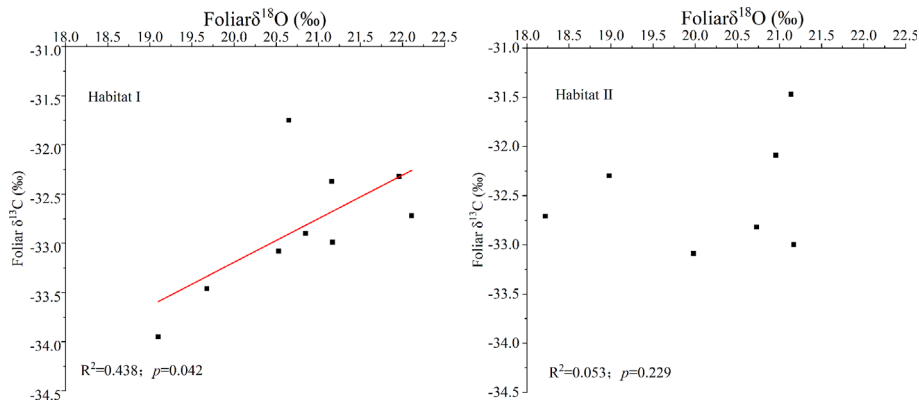 Foliarδ¹⁸O (‰)
18.0 19.0 19.5 20.0 20.5 21.0 21.5 22.0 22.5
-31.0
-31.5
-32.0
-32.5
-33.0
-33.5
-34.0
-34.5
Foliar δ¹³C (‰)
Habitat I
R²=0.438；p=0.042
Foliarδ¹⁸O (‰)
18.0 18.5 19.0 19.5 20.0 20.5 21.0 21.5 22.0 22.5
-31.0
-31.5
-32.0
-32.5
-33.0
-33.5
-34.0
-34.5
Foliar δ¹³C (‰)
Habitat II
R²=0.053；p=0.229